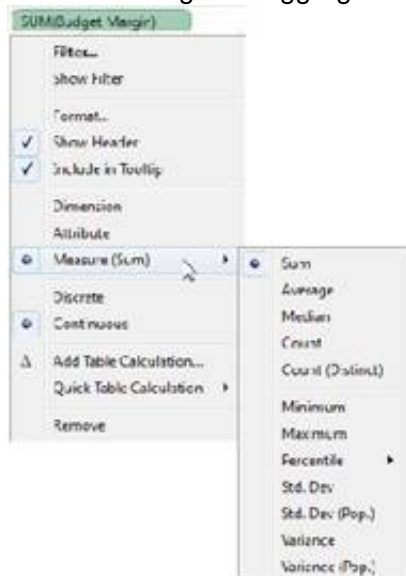 SUM(Budget Margin)
Filter...
Show Filter
Format...
Show Header
Include in Tooltip
Dimension
Attribute
Measure (Sum)
Discrete
Continuous
Add Table Calculation...
Quick Table Calculation
Remove
Sum
Average
Median
Count
Count (Distinct)
Minimum
Maximum
Percentile
Std. Dev
Std. Dev (Pop.)
Variance
Variance (Pop.)